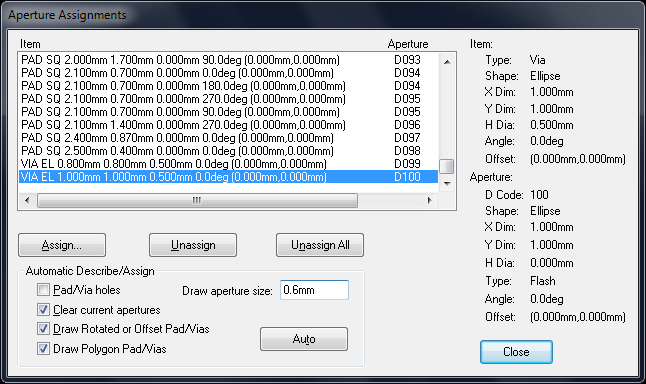 Aperture Assignments
Item Aperture
PAD SQ 2.000mm 1.700mm 0.000mm 90.0deg (0.000mm,0.000mm) D093
PAD SQ 2.100mm 0.700mm 0.000mm 0.0deg (0.000mm,0.000mm) D094
PAD SQ 2.100mm 0.700mm 0.000mm 180.0deg (0.000mm,0.000mm) D094
PAD SQ 2.100mm 0.700mm 0.000mm 270.0deg (0.000mm,0.000mm) D095
PAD SQ 2.100mm 0.700mm 0.000mm 90.0deg (0.000mm,0.000mm) D095
PAD SQ 2.100mm 1.400mm 0.000mm 270.0deg (0.000mm,0.000mm) D096
PAD SQ 2.400mm 0.870mm 0.000mm 0.0deg (0.000mm,0.000mm) D097
PAD SQ 2.500mm 0.400mm 0.000mm 0.0deg (0.000mm,0.000mm) D098
VIA EL 0.800mm 0.800mm 0.500mm 0.0deg (0.000mm,0.000mm) D099
VIA EL 1.000mm 1.000mm 0.500mm 0.0deg (0.000mm,0.000mm) D100
Assign... Unassign Unassign All
Automatic Describe/Assign
Pad/Via holes Draw aperture size: 0.6mm
Clear current apertures
Draw Rotated or Offset Pad/Vias
Draw Polygon Pad/Vias
Auto
Item:
Type: Via
Shape: Ellipse
X Dim: 1.000mm
Y Dim: 1.000mm
H Dia: 0.500mm
Angle: 0.0deg
Offset: (0.000mm,0.000mm)
Aperture:
D Code: 100
Shape: Ellipse
X Dim: 1.000mm
Y Dim: 1.000mm
H Dia: 0.000mm
Type: Flash
Angle: 0.0deg
Offset: (0.000mm,0.000mm)
Close